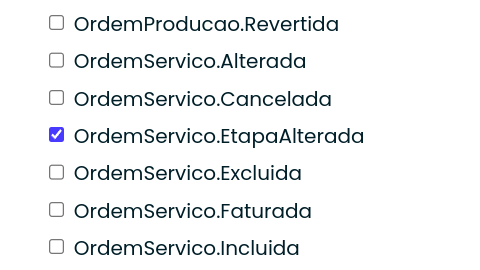 OrdemProducao.Revertida
OrdemServico.Alterada
OrdemServico.Cancelada
OrdemServico.EtapaAlterada
OrdemServico.Excluida
OrdemServico.Faturada
OrdemServico.Incluida